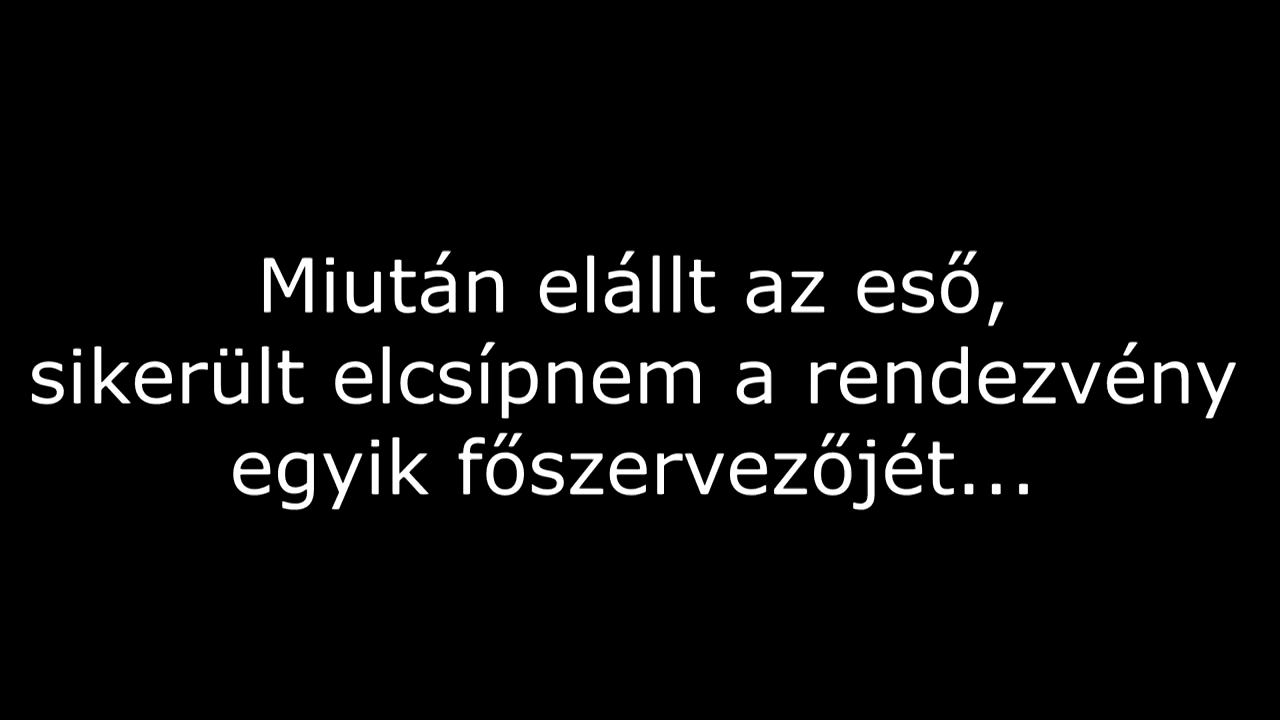 Miután elállt az eső,
sikerült elcsípnem a rendezvény
egyik főszervezőjét...